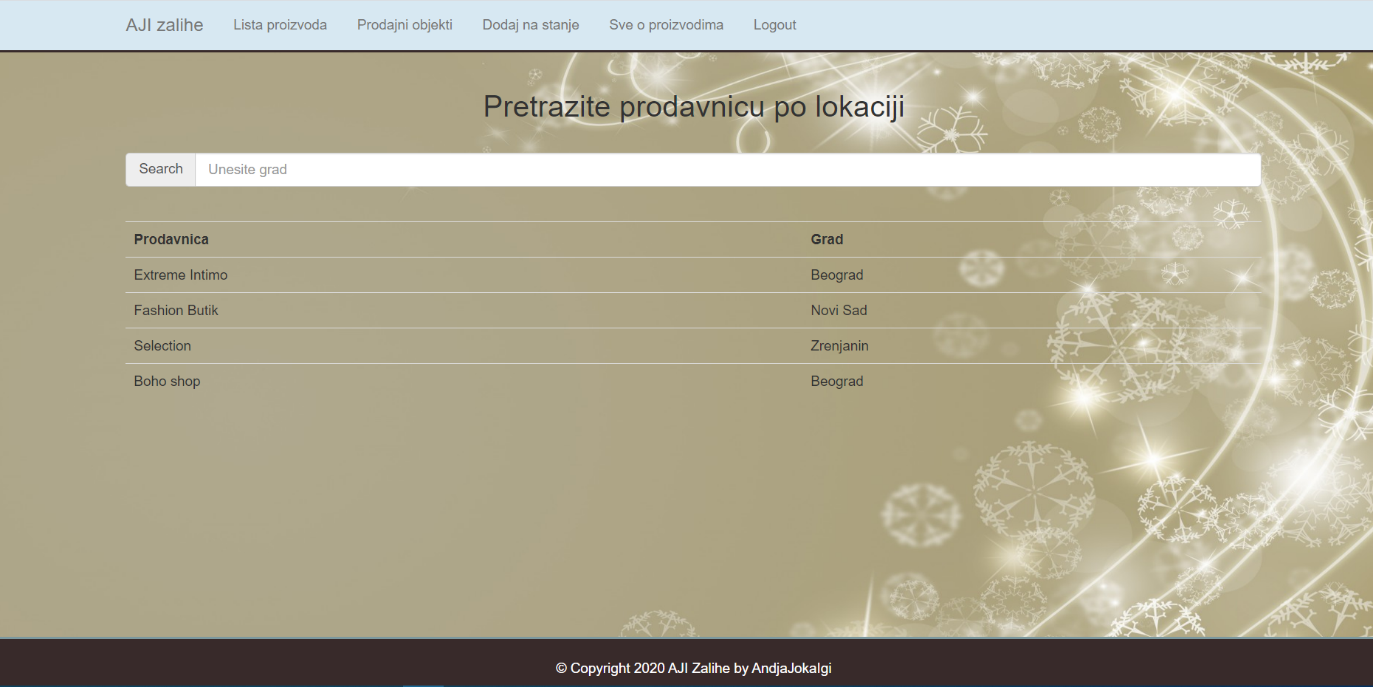 AJI zalihe Lista proizvoda Prodajni objekti Dodaj na stanje Sve o proizvodima Logout
Pretrazite prodavnicu po lokaciji
Search Unesite grad
Prodavnica Grad
Extreme Intimo Beograd
Fashion Butik Novi Sad
Selection Zrenjanin
Boho shop Beograd
© Copyright 2020 AJI Zalihe by AndjaJokaIgi